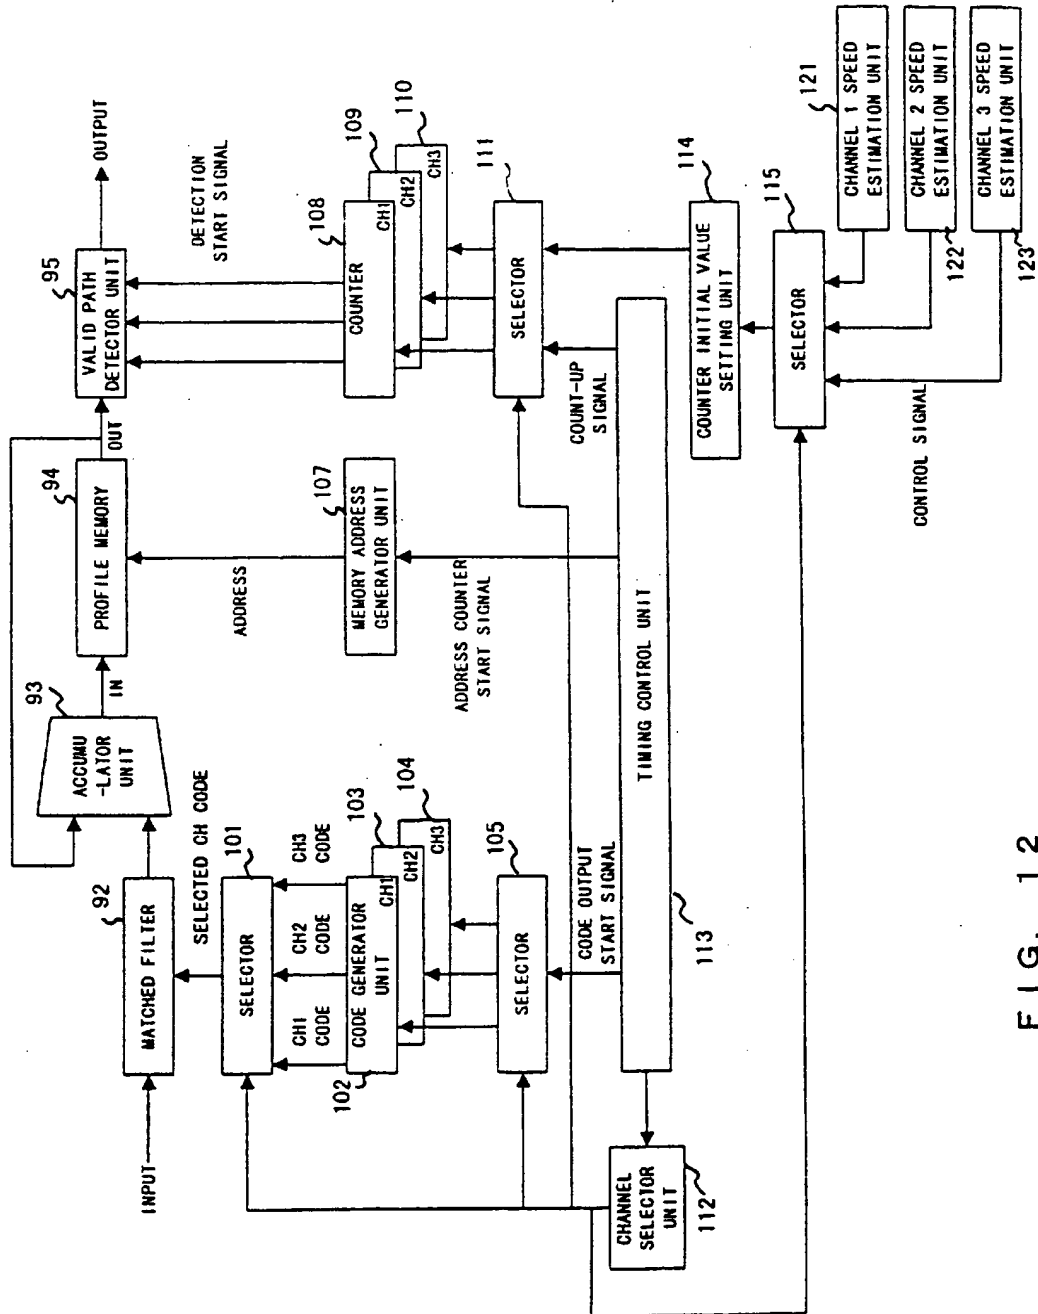 INPUT
92
MATCHED FILTER
SELECTED CH CODE
101
SELECTOR
CH1
CODE
CH2
CODE
CH3
CODE
102
CODE GENERATOR
UNIT
CH1
103
CH2
104
CH3
105
SELECTOR
CODE OUTPUT
START SIGNAL
93
ACCUMU
-LATOR
UNIT
IN
94
PROFILE MEMORY
OUT
95
VALID PATH
DETECTOR UNIT
OUTPUT
ADDRESS
107
MEMORY ADDRESS
GENERATOR UNIT
ADDRESS COUNTER
START SIGNAL
DETECTION
START SIGNAL
108
COUNTER
CH1
109
CH2
110
CH3
111
SELECTOR
COUNT-UP
SIGNAL
CHANNEL
SELECTOR
UNIT
112
TIMING CONTROL UNIT
113
114
COUNTER INITIAL VALUE
SETTING UNIT
115
SELECTOR
CONTROL SIGNAL
121
CHANNEL 1 SPEED
ESTIMATION UNIT
CHANNEL 2 SPEED
ESTIMATION UNIT
122
CHANNEL 3 SPEED
ESTIMATION UNIT
123
FIG. 12